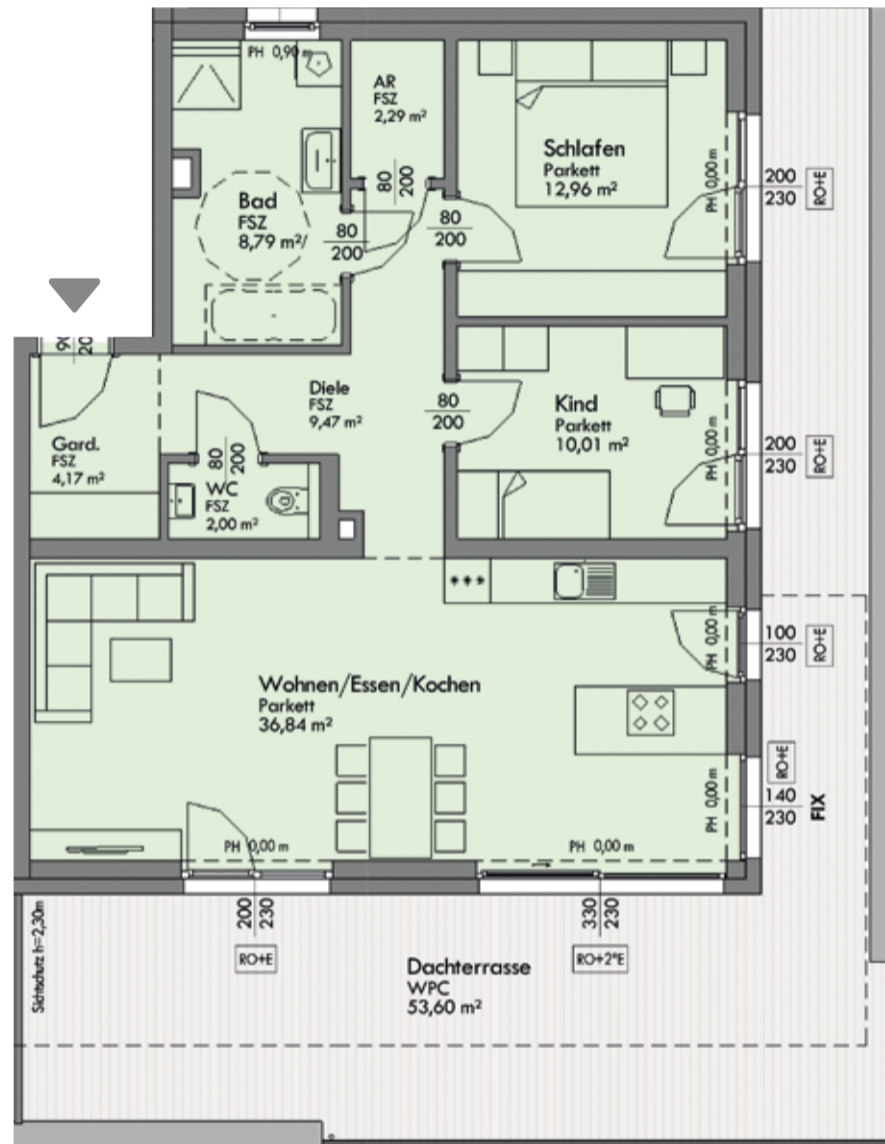 PH 0,90 m
AR
FSZ
2,29 m²
80
200
Schlafen
Parkett
12,96 m²
PH 0,00 m
200
230
RO+E
Bad
FSZ
8,79 m²
80
200
80
200
Diele
FSZ
9,47 m²
80
200
Kind
Parkett
10,01 m²
PH 0,00 m
200
230
RO+E
Gard.
FSZ
4,17 m²
80
200
WC
FSZ
2,00 m²
PH 0,00 m
100
230
RO+E
Wohnen/Essen/Kochen
Parkett
36,84 m²
RO+E
PH 0,00 m
140
230
FIX
PH 0,00 m
PH 0,00 m
200
230
RO+E
330
230
RO+2*E
Sichtschutz h=2,30m
Dachterrasse
WPC
53,60 m²